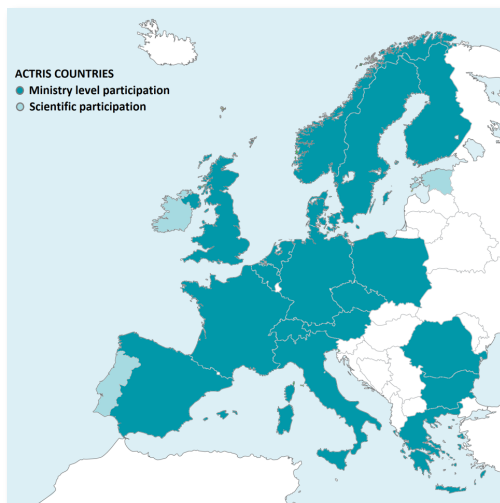 ACTRIS COUNTRIES
Ministry level participation
Scientific participation